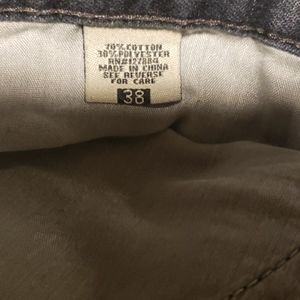 70% COTTON
30% POLYESTER
RN#127884
MADE IN CHINA
SEE REVERSE
FOR CARE
38